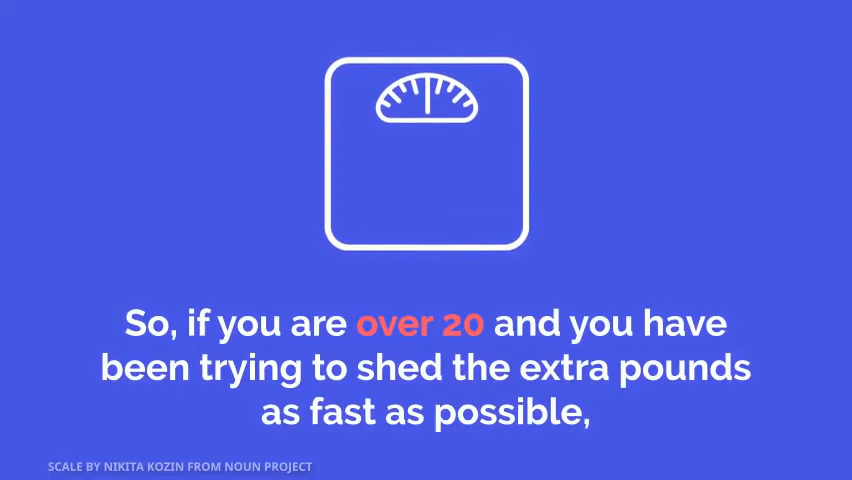 So, if you are over 20 and you have
been trying to shed the extra pounds
as fast as possible,
SCALE BY NIKITA KOZIN FROM NOUN PROJECT